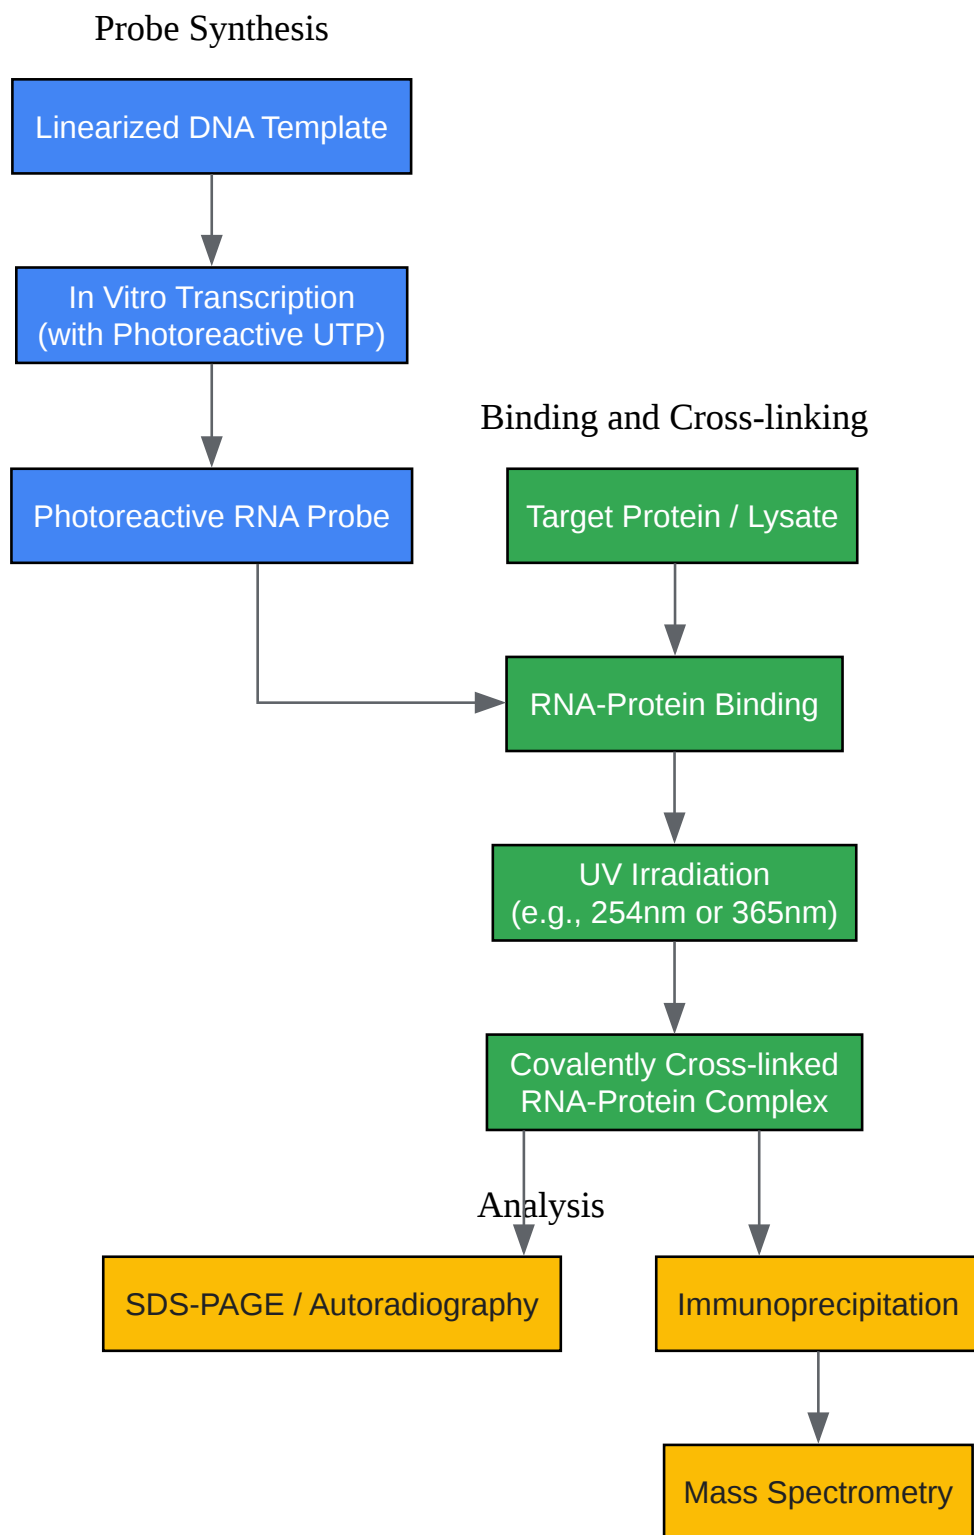 Probe Synthesis
Linearized DNA Template
In Vitro Transcription
(with Photoreactive UTP)
Photoreactive RNA Probe
Binding and Cross-linking
Target Protein / Lysate
RNA-Protein Binding
UV Irradiation
(e.g., 254nm or 365nm)
Covalently Cross-linked
RNA-Protein Complex
Analysis
SDS-PAGE / Autoradiography
Immunoprecipitation
Mass Spectrometry